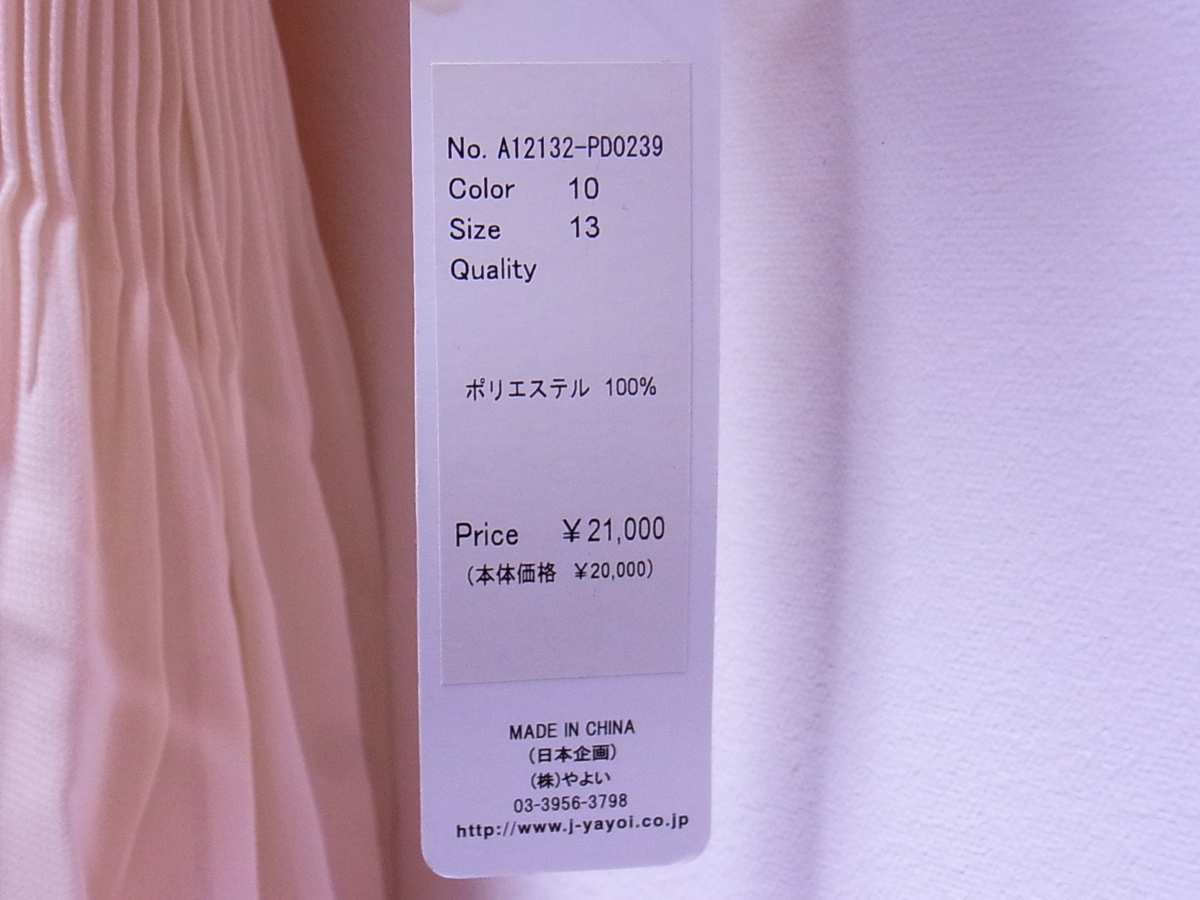 No. A12132-PD0239
Color 10
Size 13
Quality
ポリエステル 100%
Price ¥21,000
(本体価格 ¥20,000)
MADE IN CHINA
(日本企画)
(株)やよい
03-3956-3798
http://www.j-yayoi.co.jp